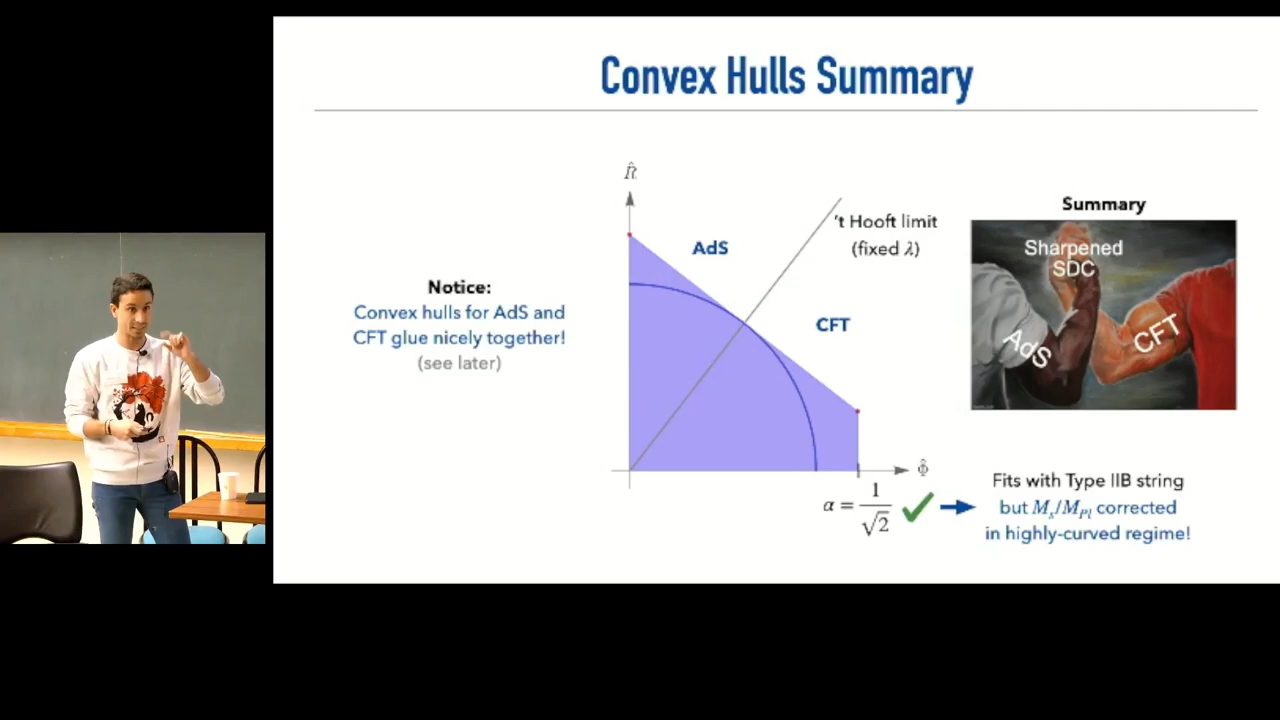 Convex Hulls Summary
Notice:
Convex hulls for AdS and
CFT glue nicely together!
(see later)
R̂
AdS
't Hooft limit
(fixed λ)
CFT
Φ̂
α = 1/√2
Summary
Sharpened
SDC
AdS
CFT
Fits with Type IIB string
but Mₛ/M_Pl corrected
in highly-curved regime!